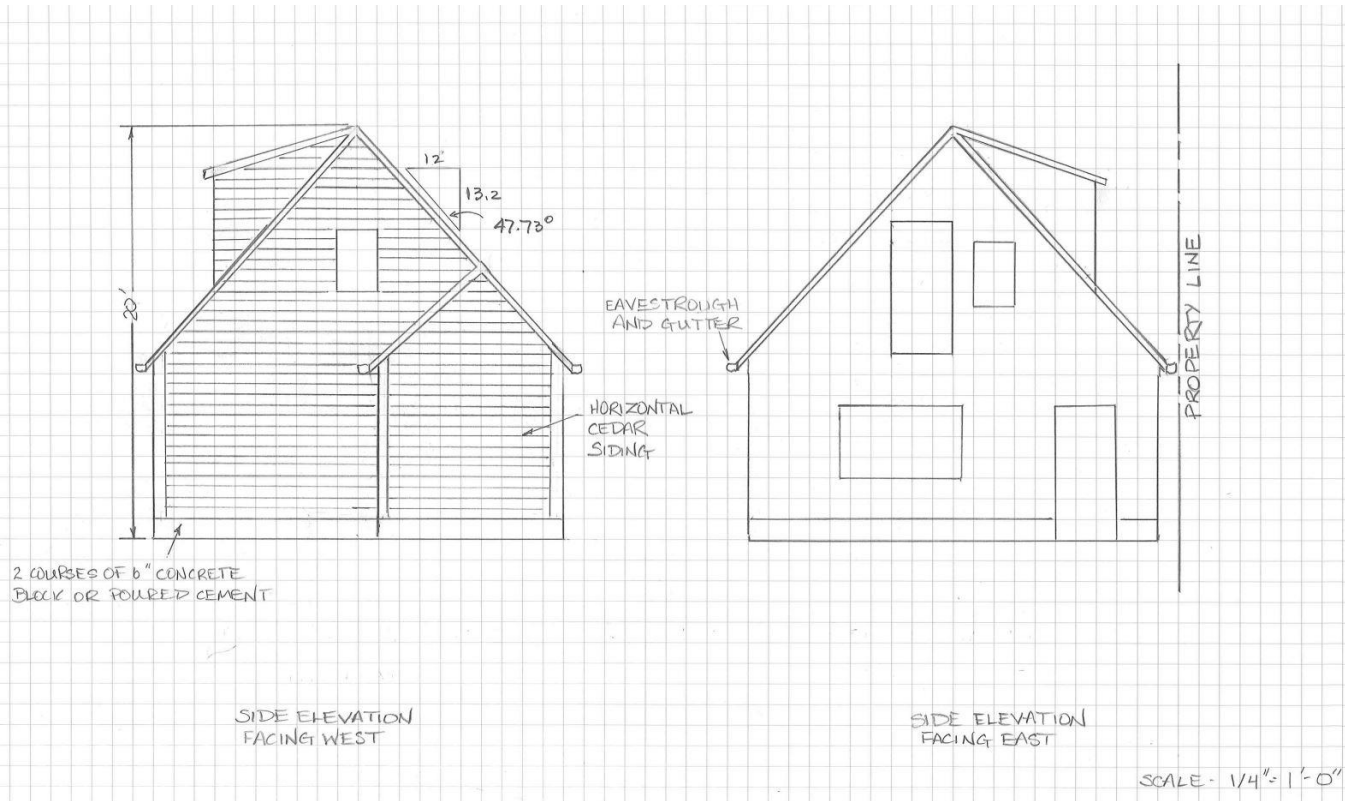 12
13.2
47.73°
20'
EAVESTROUGH
AND GUTTER
PROPERTY LINE
HORIZONTAL
CEDAR
SIDING
2 COURSES OF 6" CONCRETE
BLOCK OR POURED CEMENT
SIDE ELEVATION
FACING WEST
SIDE ELEVATION
FACING EAST
SCALE - 1/4"= 1'-0"